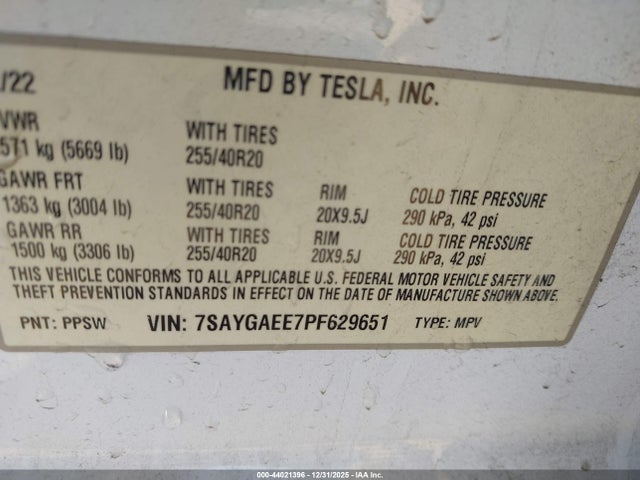 /22 MFD BY TESLA, INC.
VWR WITH TIRES
571 kg (5669 lb) 255/40R20
GAWR FRT WITH TIRES RIM COLD TIRE PRESSURE
1363 kg (3004 lb) 255/40R20 20X9.5J 290 kPa, 42 psi
GAWR RR WITH TIRES RIM COLD TIRE PRESSURE
1500 kg (3306 lb) 255/40R20 20X9.5J 290 kPa, 42 psi
THIS VEHICLE CONFORMS TO ALL APPLICABLE U.S. FEDERAL MOTOR VEHICLE SAFETY AND
THEFT PREVENTION STANDARDS IN EFFECT ON THE DATE OF MANUFACTURE SHOWN ABOVE.
PNT: PPSW VIN: 7SAYGAEE7PF629651 TYPE: MPV
000-44021396 - 12/31/2025 - IAA Inc.